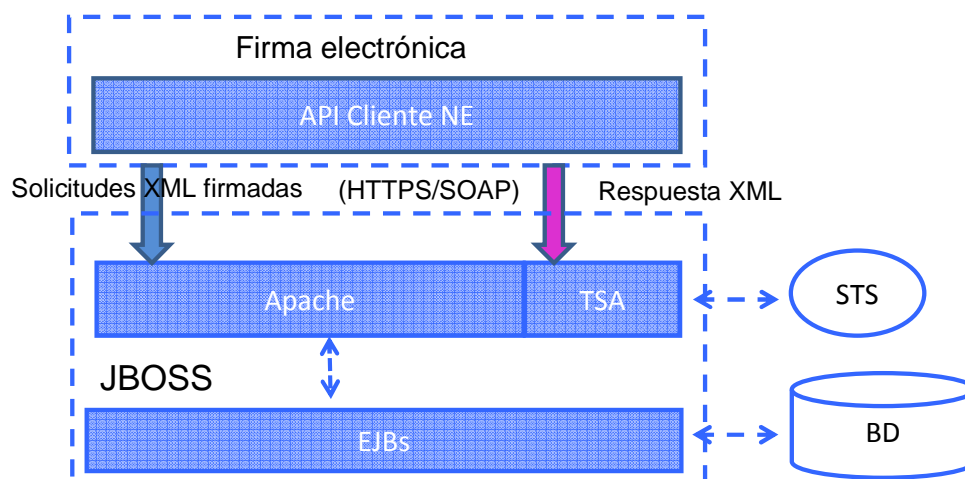 Firma electrónica
API Cliente NE
Solicitudes XML firmadas
(HTTPS/SOAP)
Respuesta XML
Apache
TSA
STS
JBOSS
EJBs
BD